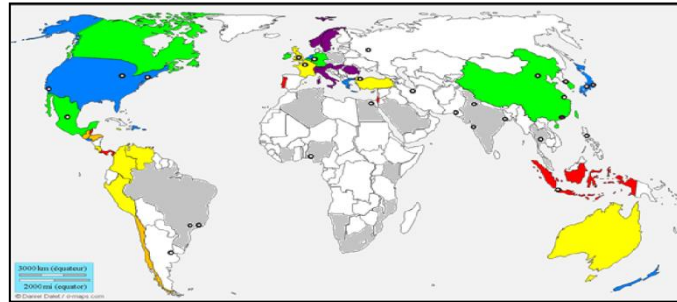 3000 km (équateur)
2000 mi (equator)
© Daniel Dalet / d-maps.com